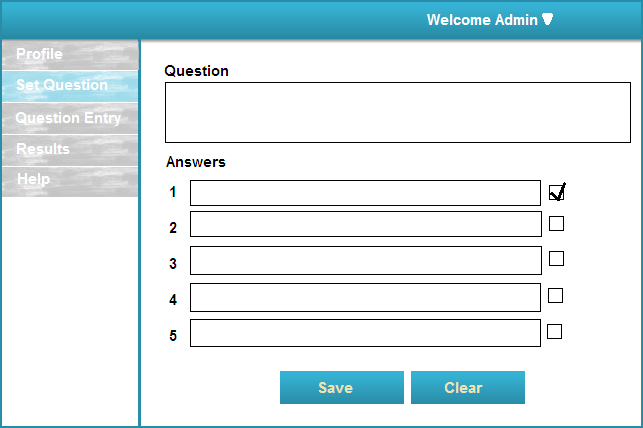 Welcome Admin
Profile
Set Question
Question Entry
Results
Help
Question
Answers
1
2
3
4
5
Save
Clear